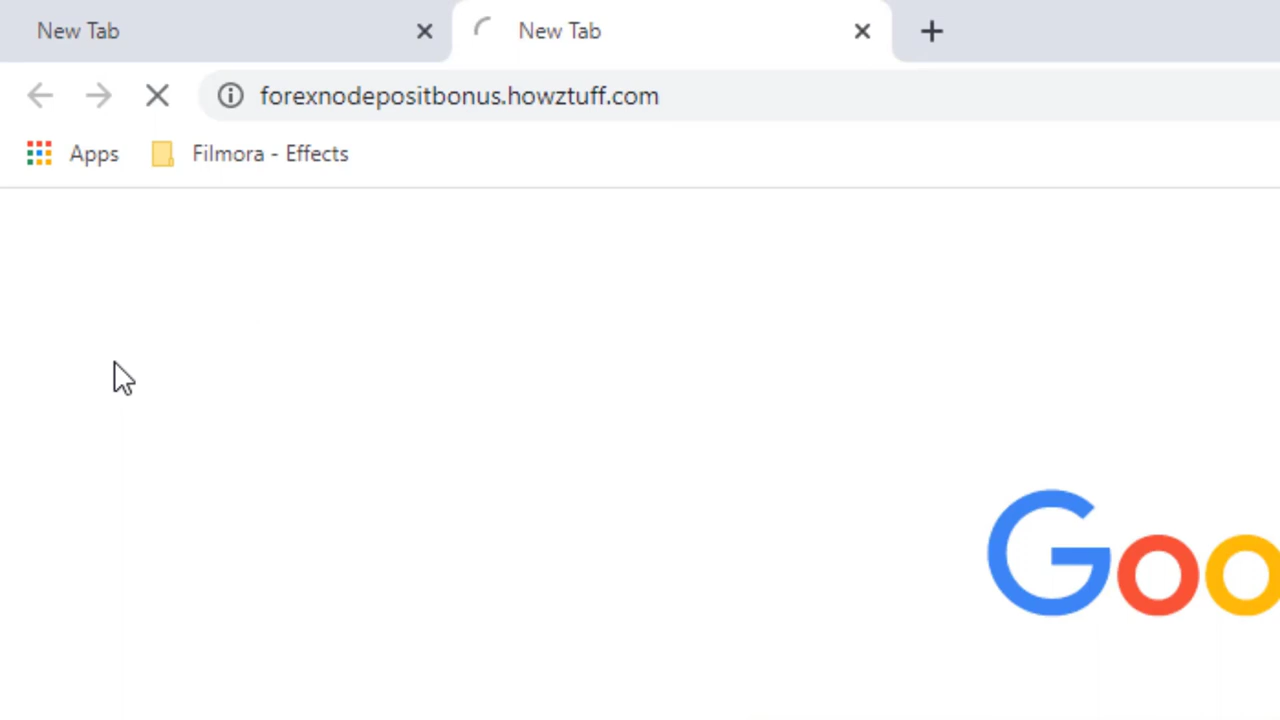 New Tab
New Tab
forexnodepositbonus.howztuff.com
Apps
Filmora - Effects
Goo